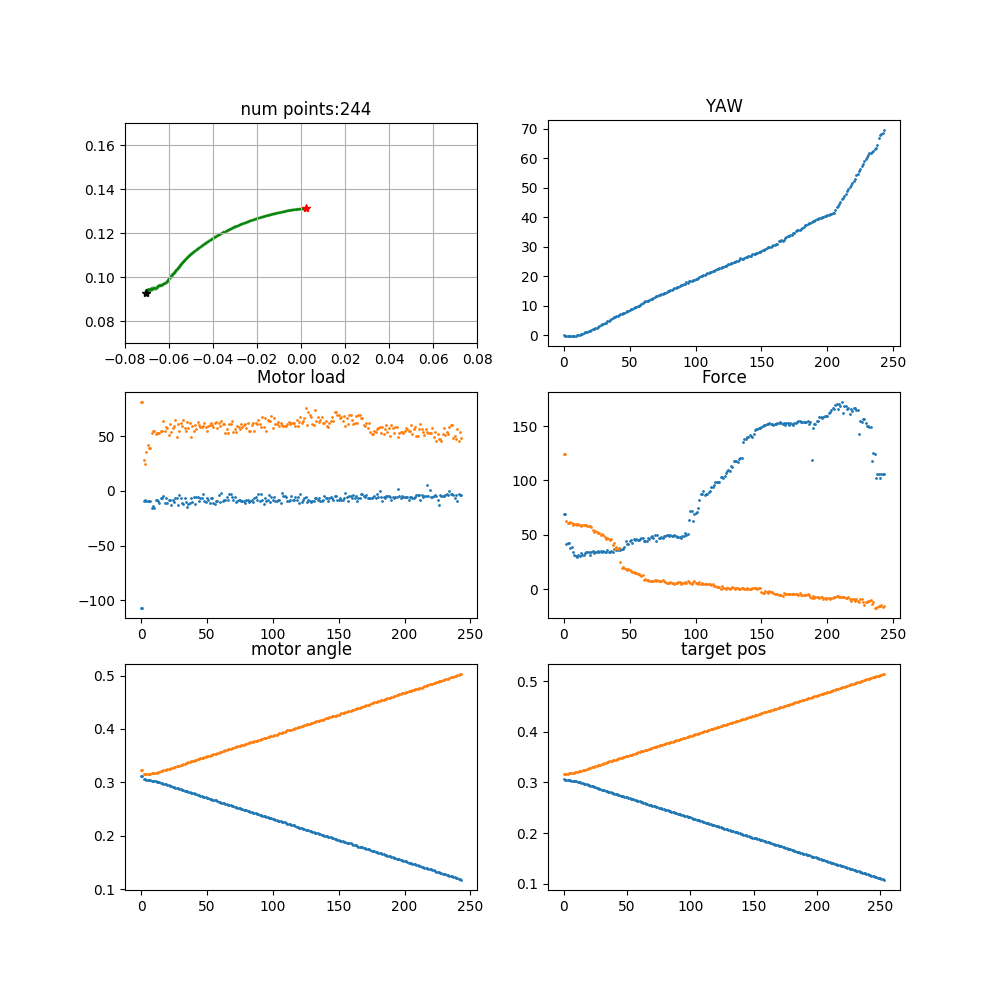 num points:244
YAW
0.16
0.14
0.12
0.10
0.08
−0.08 −0.06 −0.04 −0.02 0.00 0.02 0.04 0.06 0.08
70
60
50
40
30
20
10
0
0 50 100 150 200 250
Motor load
Force
50
0
−50
−100
0 50 100 150 200 250
150
100
50
0
0 50 100 150 200 250
motor angle
target pos
0.5
0.4
0.3
0.2
0.1
0 50 100 150 200 250
0.5
0.4
0.3
0.2
0.1
0 50 100 150 200 250